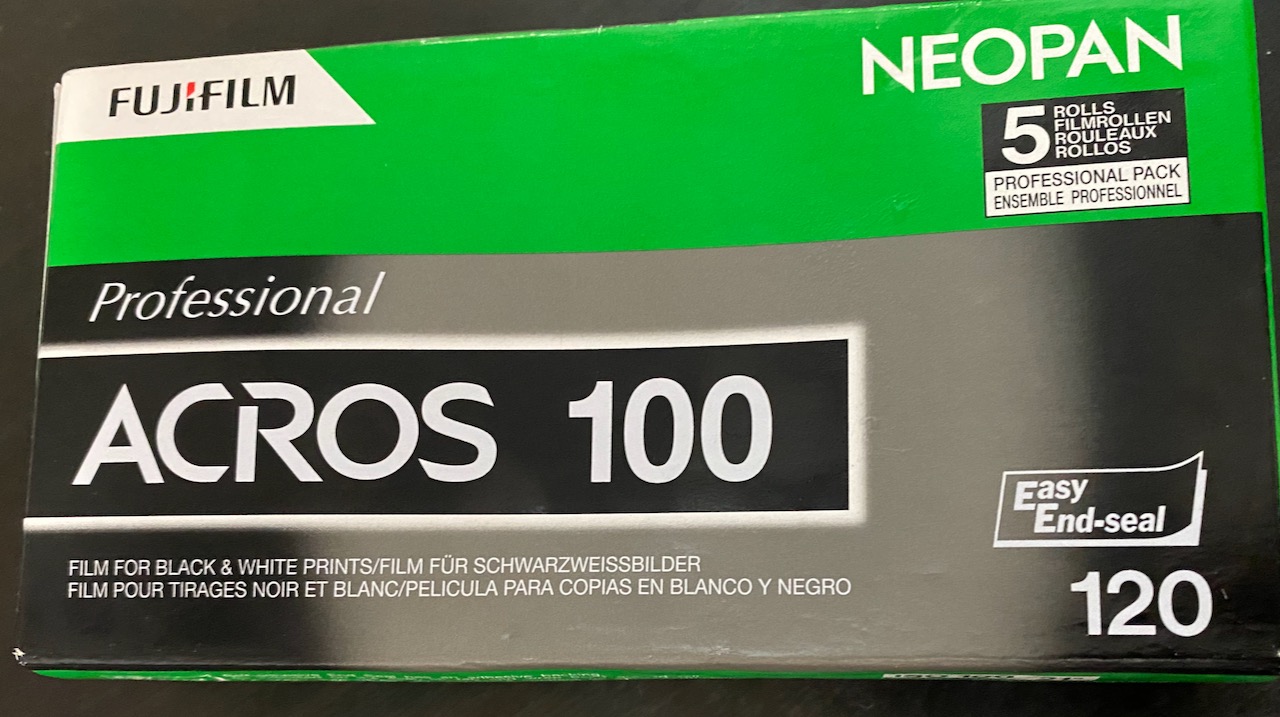 FUJIFILM
NEOPAN
5 ROLLS
FILMROLLEN
ROULEAUX
ROLLOS
PROFESSIONAL PACK
ENSEMBLE PROFESSIONNEL
Professional
ACROS 100
Easy
End-seal
FILM FOR BLACK & WHITE PRINTS/FILM FÜR SCHWARZWEISSBILDER
FILM POUR TIRAGES NOIR ET BLANC/PELICULA PARA COPIAS EN BLANCO Y NEGRO
120